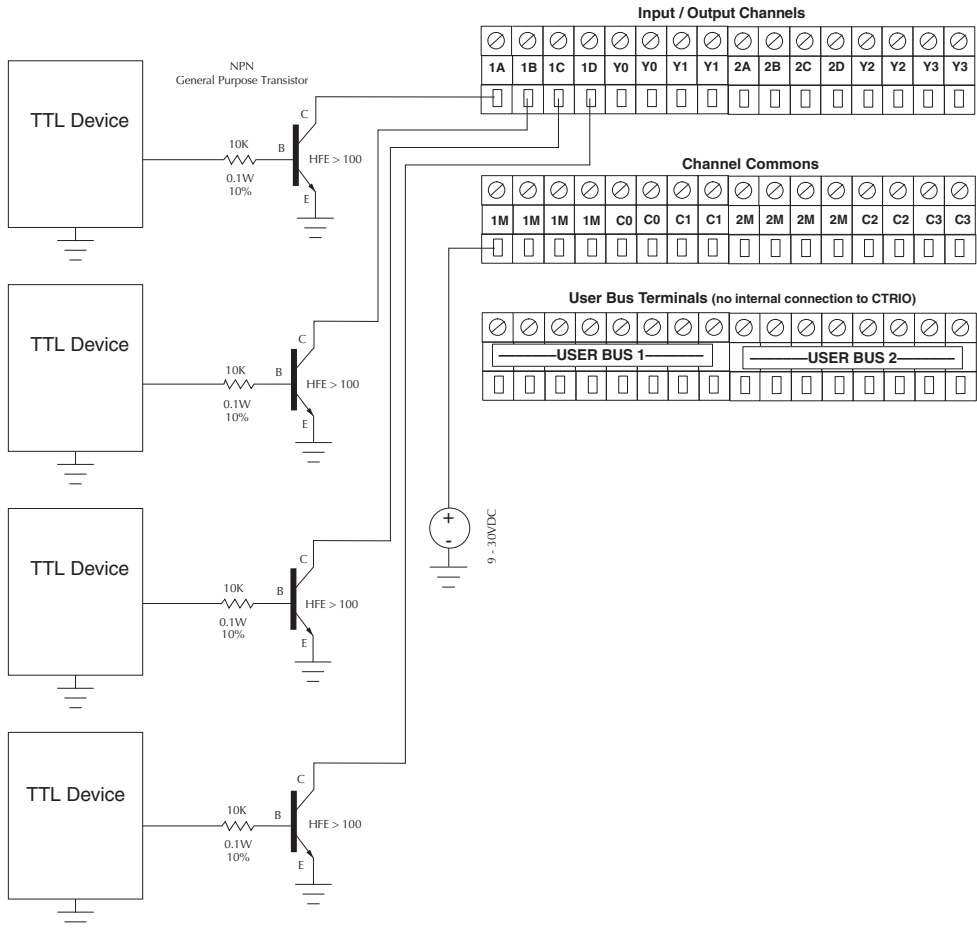 Input / Output Channels
1A 1B 1C 1D Y0 Y0 Y1 Y1 2A 2B 2C 2D Y2 Y2 Y3 Y3
Channel Commons
1M 1M 1M 1M C0 C0 C1 C1 2M 2M 2M 2M C2 C2 C3 C3
User Bus Terminals (no internal connection to CTRIO)
USER BUS 1
USER BUS 2
NPN
General Purpose Transistor
TTL Device
10K
0.1W
10%
B
C
E
HFE > 100
TTL Device
10K
0.1W
10%
B
C
E
HFE > 100
TTL Device
10K
0.1W
10%
B
C
E
HFE > 100
TTL Device
10K
0.1W
10%
B
C
E
HFE > 100
+
-
9 - 30VDC